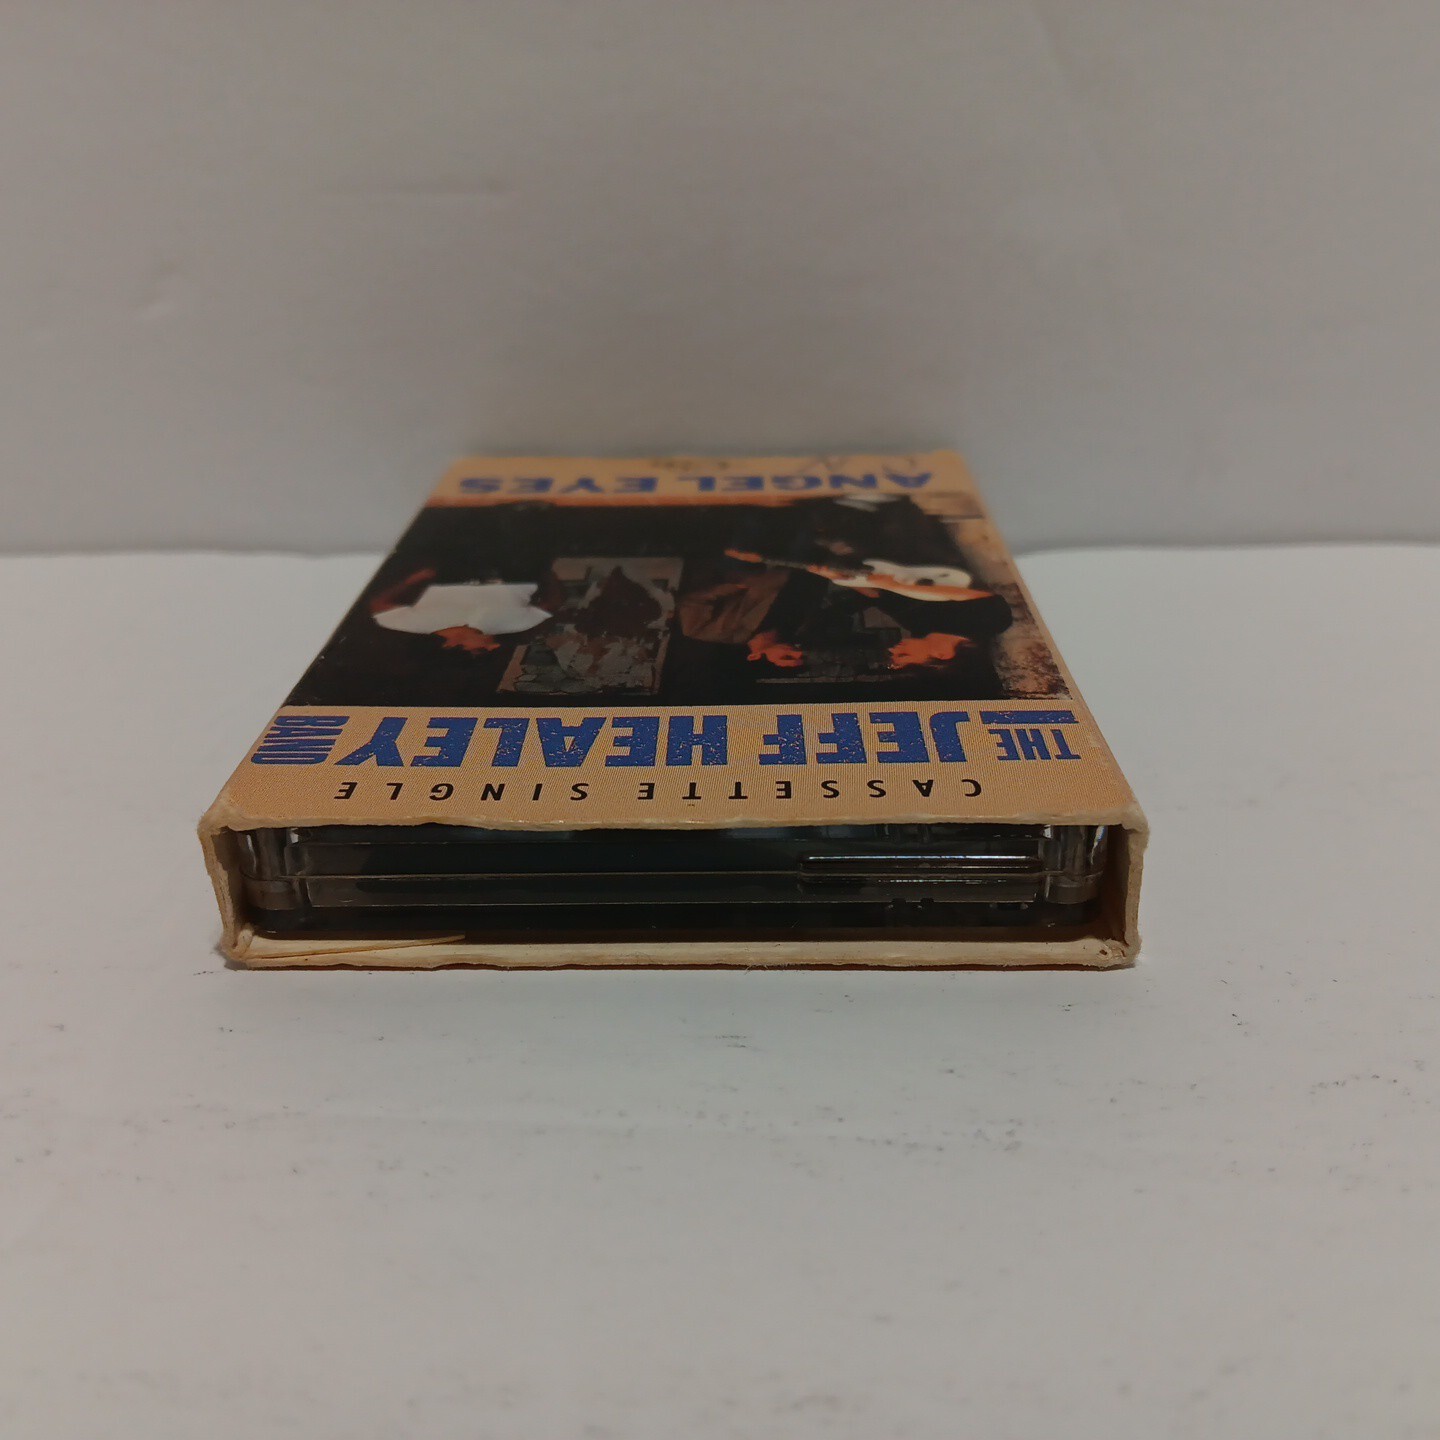 CASSETTE SINGLE
THE JEFF HEALEY BAND
ANGEL EYES